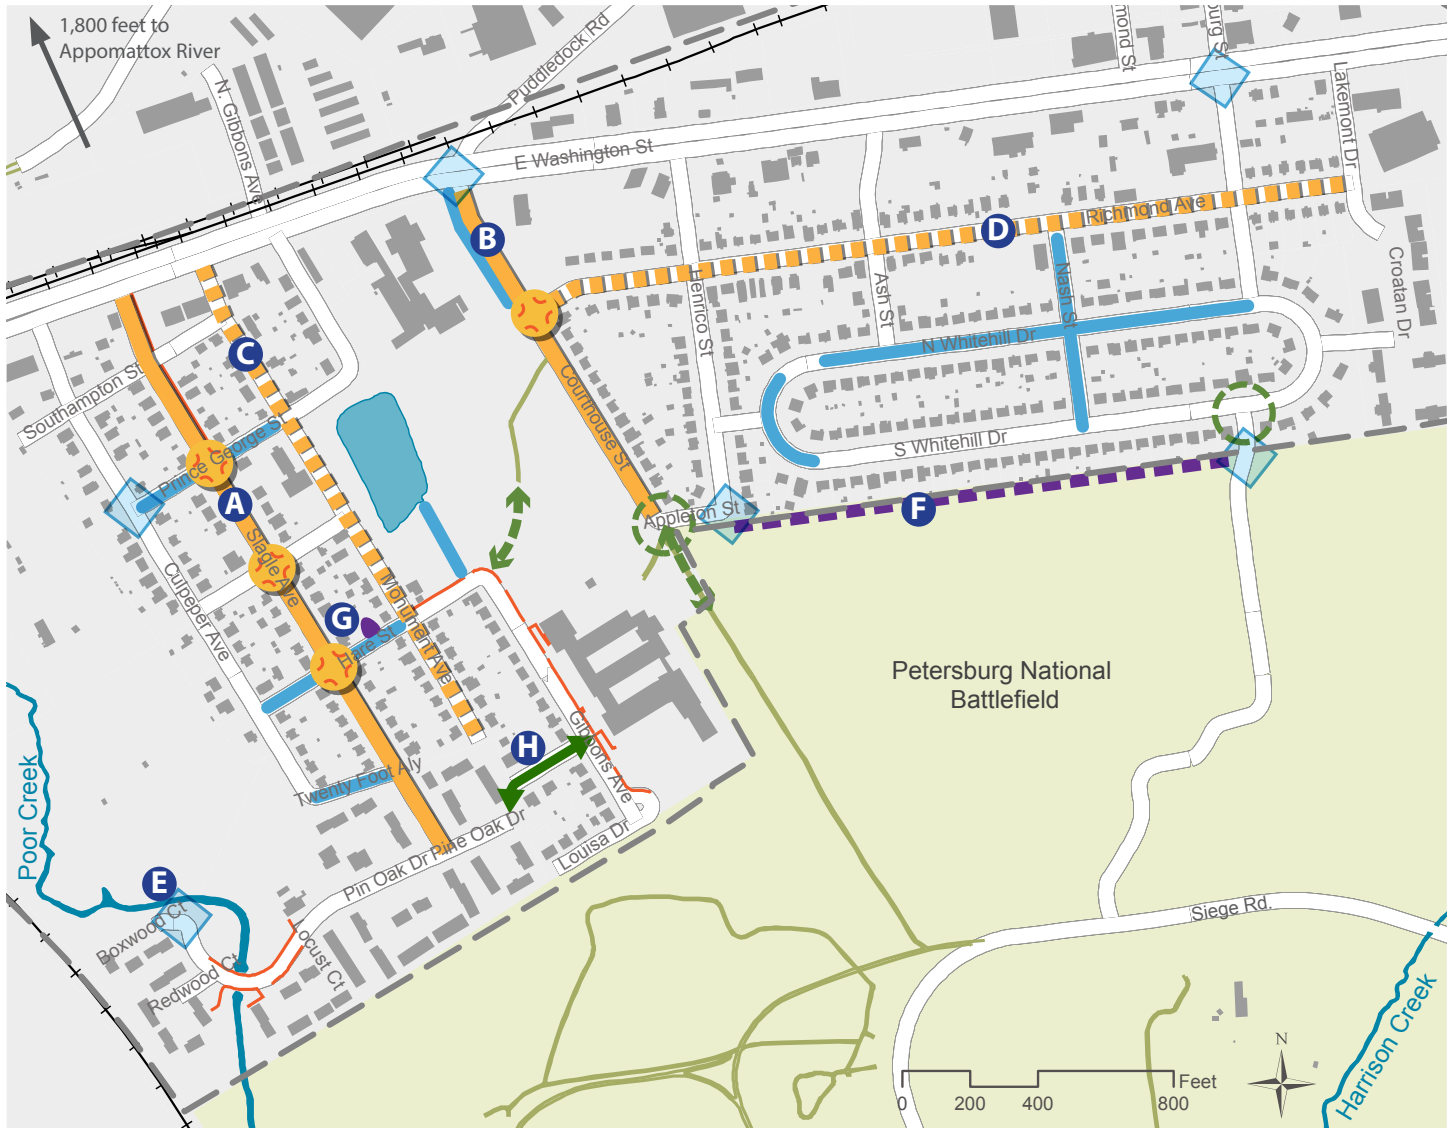 1,800 feet to
Appomattox River
Puddledock Rd
N. Gibbons Ave
E Washington St
mond St
burg St
Lakemont Dr
Croatan Dr
B
D
Richmond Ave
Henrico St
Ash St
Nash St
N Whitehill Dr
S Whitehill Dr
C
Southampton St
Prince George St
A
Slagle Ave
Courthouse St
Appleton St
F
Culpeper Ave
G
Hare St
Monument Ave
Petersburg National
Battlefield
H
Gibbons Ave
Twenty Foot Aly
Poor Creek
Pin Oak Dr
Pine Oak Dr
Louisa Dr
E
Boxwood Ct
Redwood Ct
Locust Ct
Siege Rd.
Harrison Creek
N
Feet
0 200 400 800